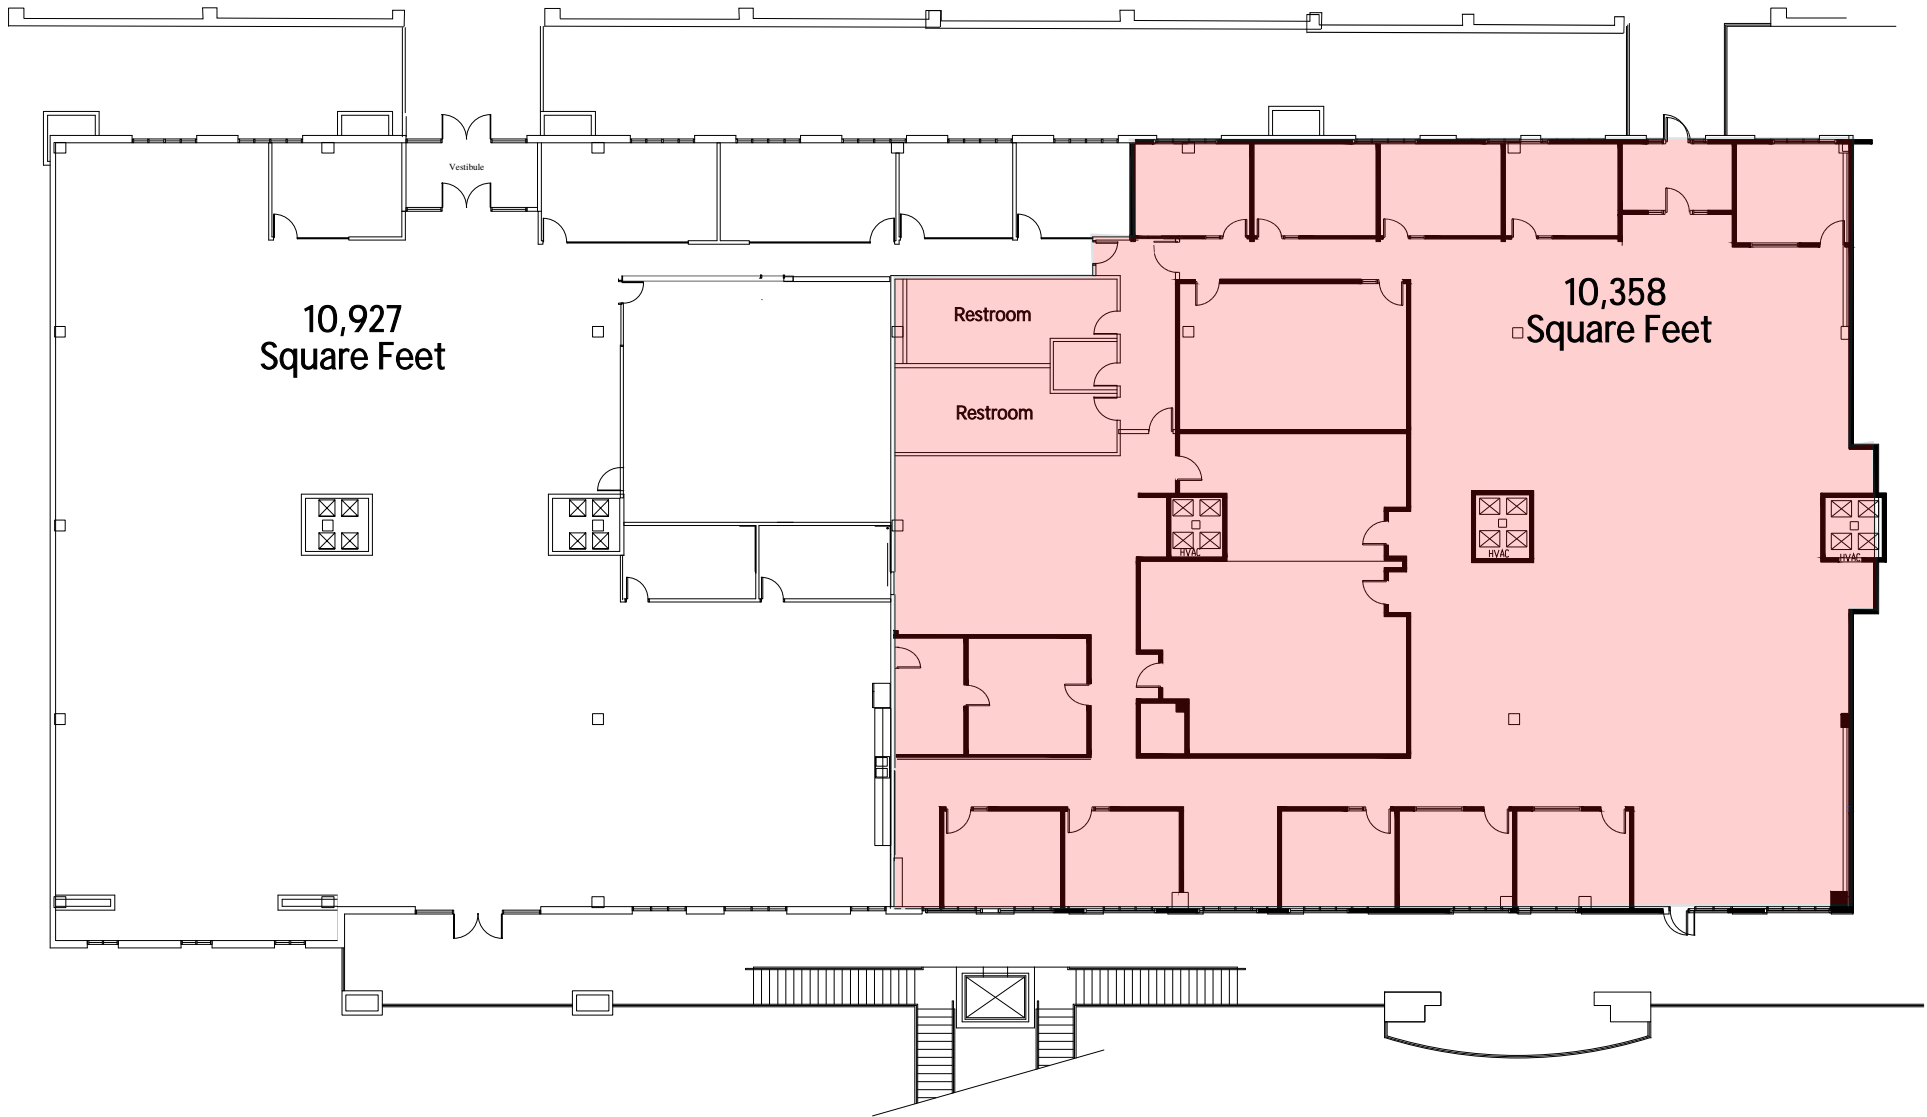 Vestibule
10,927
Square Feet
10,358
Square Feet
Restroom
Restroom
HVAC
HVAC
HVAC